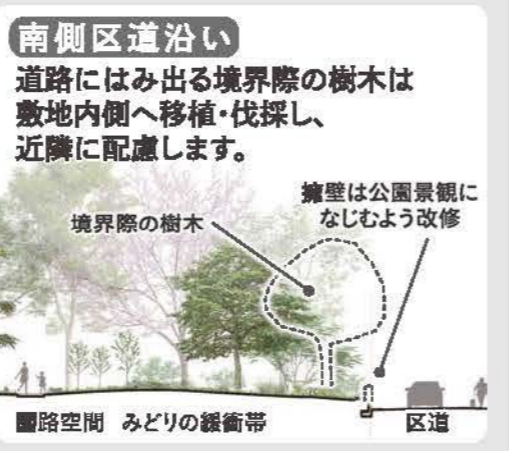 南側区道沿い
道路にはみ出る境界際の樹木は
敷地内側へ移植・伐採し、
近隣に配慮します。
擁壁は公園景観に
なじむよう改修
境界際の樹木
路空間 みどりの緩衝帯
区道